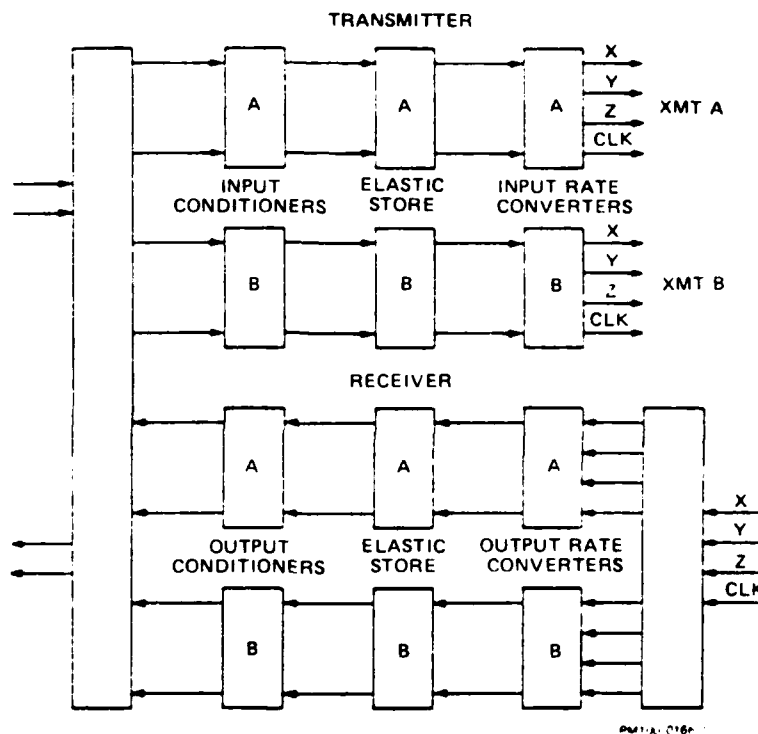 TRANSMITTER
A
A
A
X
Y
Z
CLK
XMT A
INPUT CONDITIONERS
ELASTIC STORE
INPUT RATE CONVERTERS
B
B
B
X
Y
Z
CLK
XMT B
RECEIVER
A
A
A
X
Y
Z
CLK
OUTPUT CONDITIONERS
ELASTIC STORE
OUTPUT RATE CONVERTERS
B
B
B